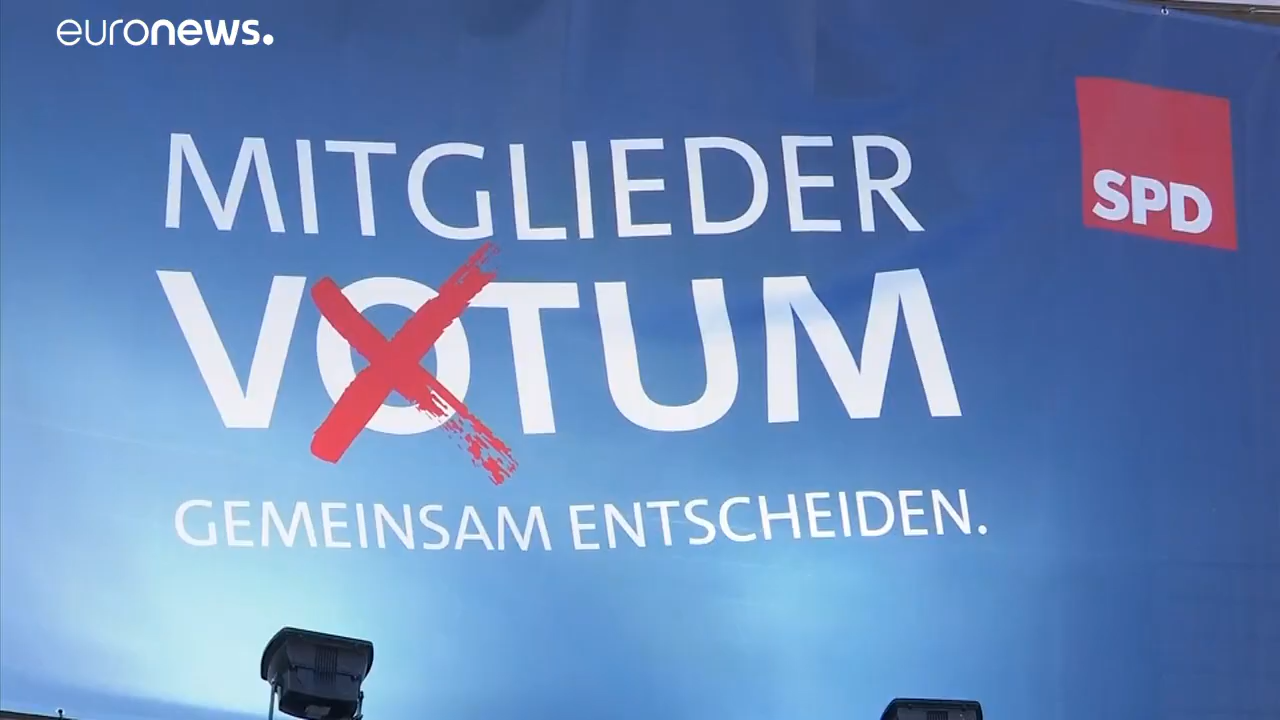 euronews.
MITGLIEDER
SPD
VOTUM
GEMEINSAM ENTSCHEIDEN.